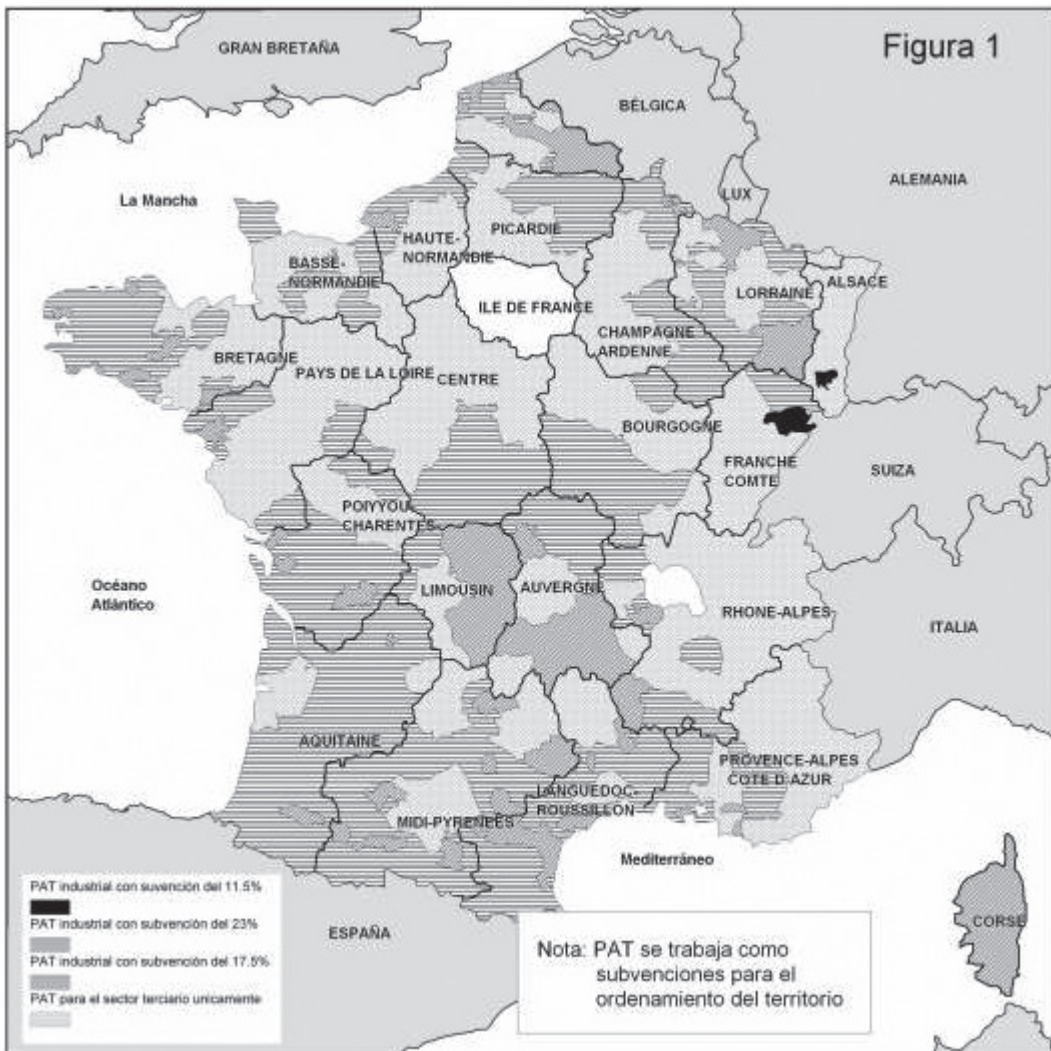 Figura 1
GRAN BRETAÑA
BÉLGICA
ALEMANIA
LUX
La Mancha
HAUTE-
NORMANDIE
PICARDIE
BASSE-
NORMANDIE
ILE DE FRANCE
LORRAINE
ALSACE
CHAMPAGNE
ARDENNE
BRETAGNE
PAYS DE LA LOIRE
CENTRE
BOURGOGNE
FRANCHE
COMTE
SUIZA
POIYYOU-
CHARENTES
Océano
Atlántico
LIMOUSIN
AUVERGNE
RHONE-ALPES
ITALIA
AQUITAINE
PROVENCE-ALPES
COTE D'AZUR
LANGUEDOC-
ROUSSILLON
MIDI-PYRENEES
Mediterráneo
CORSE
ESPAÑA
PAT industrial con suvención del 11.5%
PAT industrial con subvención del 23%
PAT industrial con subvención del 17.5%
PAT para el sector terciario unicamente
Nota: PAT se trabaja como
subvenciones para el
ordenamiento del territorio